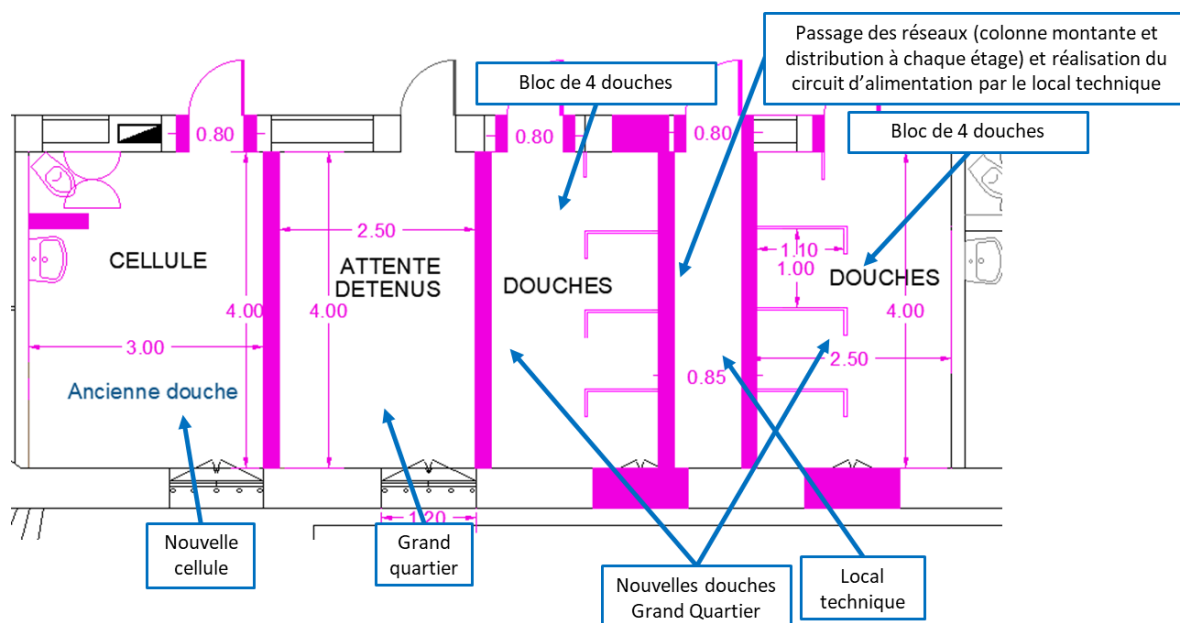 Passage des réseaux (colonne montante et
distribution à chaque étage) et réalisation du
circuit d'alimentation par le local technique
Bloc de 4 douches
Bloc de 4 douches
0.80
0.80
0.80
2.50
1.10
1.00
CELLULE
ATTENTE
DETENUS
DOUCHES
DOUCHES
4.00
4.00
4.00
3.00
2.50
0.85
Ancienne douche
1.20
Nouvelle
cellule
Grand
quartier
Nouvelles douches
Grand Quartier
Local
technique